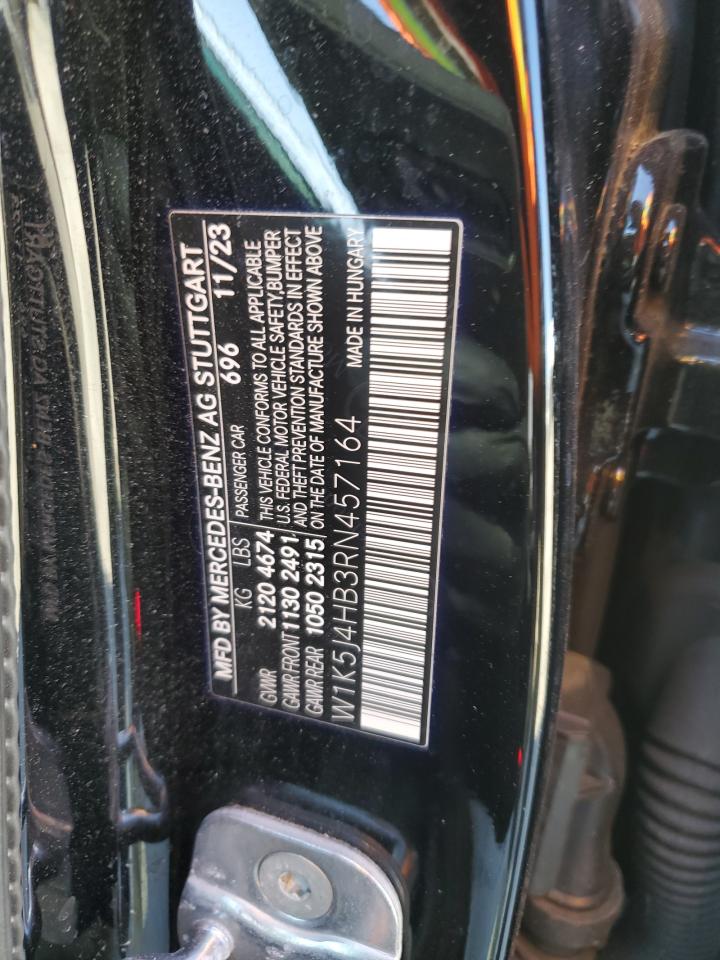 MFD BY MERCEDES-BENZ AG STUTTGART
KG LBS PASSENGER CAR 696 11/23
GVWR 2120 4674 THIS VEHICLE CONFORMS TO ALL APPLICABLE
U.S. FEDERAL MOTOR VEHICLE SAFETY,BUMPER
GAWR FRONT 1130 2491 AND THEFT PREVENTION STANDARDS IN EFFECT
GAWR REAR 1050 2315 ON THE DATE OF MANUFACTURE SHOWN ABOVE
W1K5J4HB3RN457164 MADE IN HUNGARY